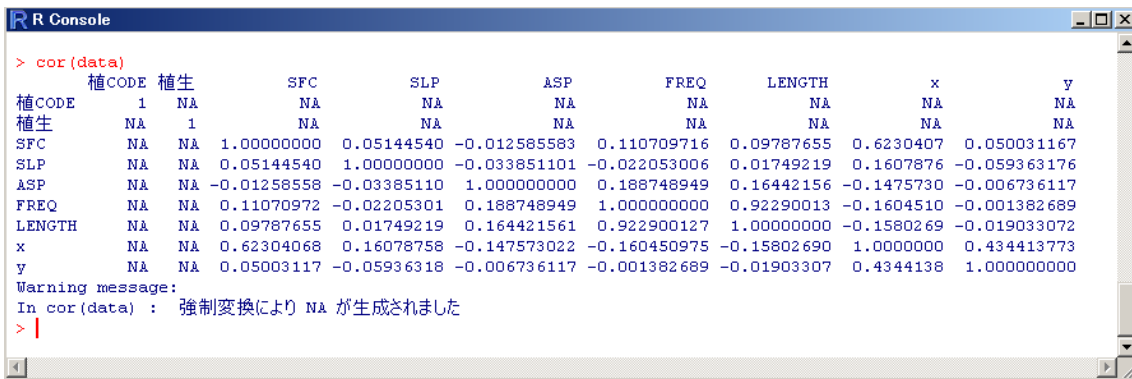 R Console
> cor(data)
植CODE 植生 SFC SLP ASP FREQ LENGTH x y
植CODE 1 NA NA NA NA NA NA NA NA
植生 NA 1 NA NA NA NA NA NA NA
SFC NA NA 1.00000000 0.05144540 -0.012585583 0.110709716 0.09787655 0.6230407 0.050031167
SLP NA NA 0.05144540 1.00000000 -0.033851101 -0.022053006 0.01749219 0.1607876 -0.059363176
ASP NA NA -0.01258558 -0.03385110 1.000000000 0.188748949 0.16442156 -0.1475730 -0.006736117
FREQ NA NA 0.11070972 -0.02205301 0.188748949 1.000000000 0.92290013 -0.1604510 -0.001382689
LENGTH NA NA 0.09787655 0.01749219 0.164421561 0.922900127 1.00000000 -0.1580269 -0.019033072
x NA NA 0.62304068 0.16078758 -0.147573022 -0.160450975 -0.15802690 1.0000000 0.434413773
y NA NA 0.05003117 -0.05936318 -0.006736117 -0.001382689 -0.01903307 0.4344138 1.000000000
Warning message:
In cor(data) : 強制変換により NA が生成されました
>